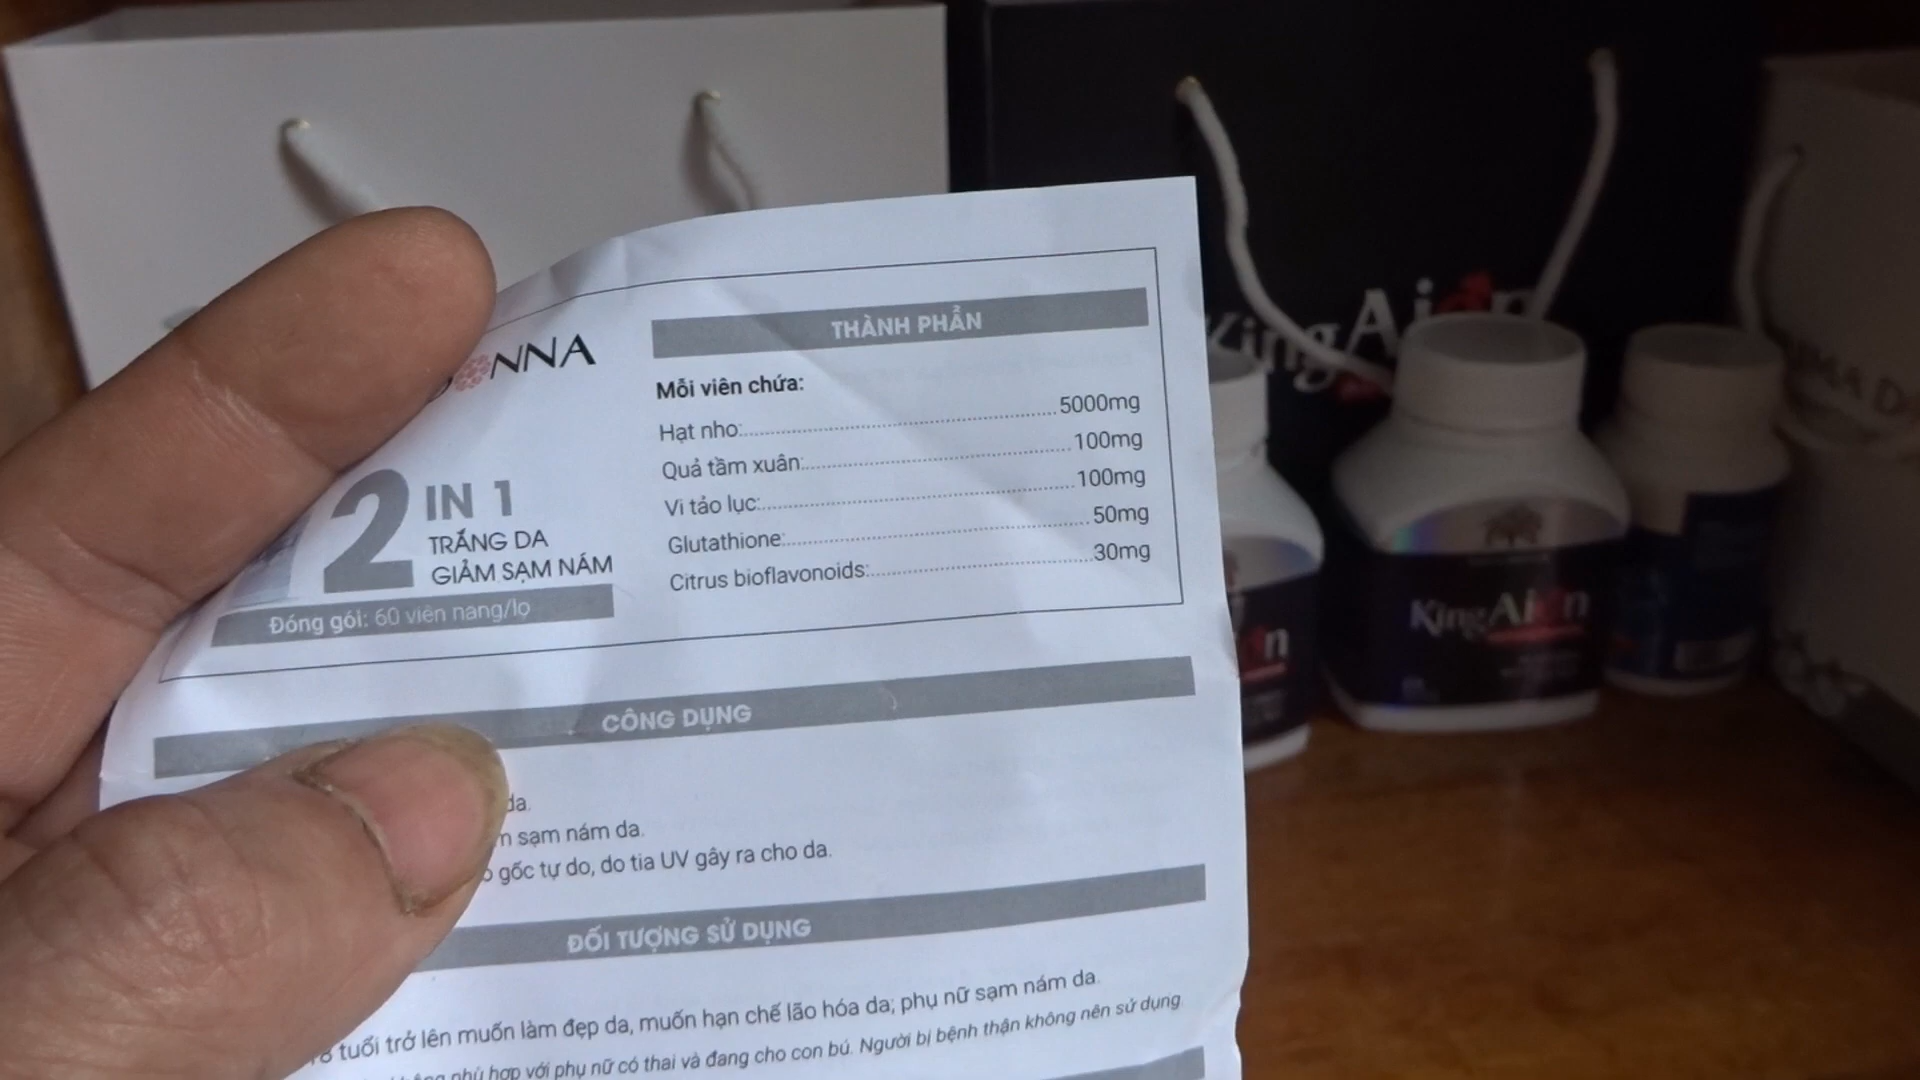 NNA
2 IN 1
TRẮNG DA
GIẢM SẠM NÁM
Đóng gói: 60 viên nang/lọ
THÀNH PHẦN
Mỗi viên chứa:
Hạt nho:........5000mg
Quả tầm xuân:........100mg
Vi tảo lục:........100mg
Glutathione:........50mg
Citrus bioflavonoids:........30mg
CÔNG DỤNG
da.
sạm nám da.
gốc tự do, do tia UV gây ra cho da.
ĐỐI TƯỢNG SỬ DỤNG
tuổi trở lên muốn làm đẹp da, muốn hạn chế lão hóa da; phụ nữ sạm nám da.
phù hợp với phụ nữ có thai và đang cho con bú. Người bị bệnh thận không nên sử dụng
KingAion
KingAion